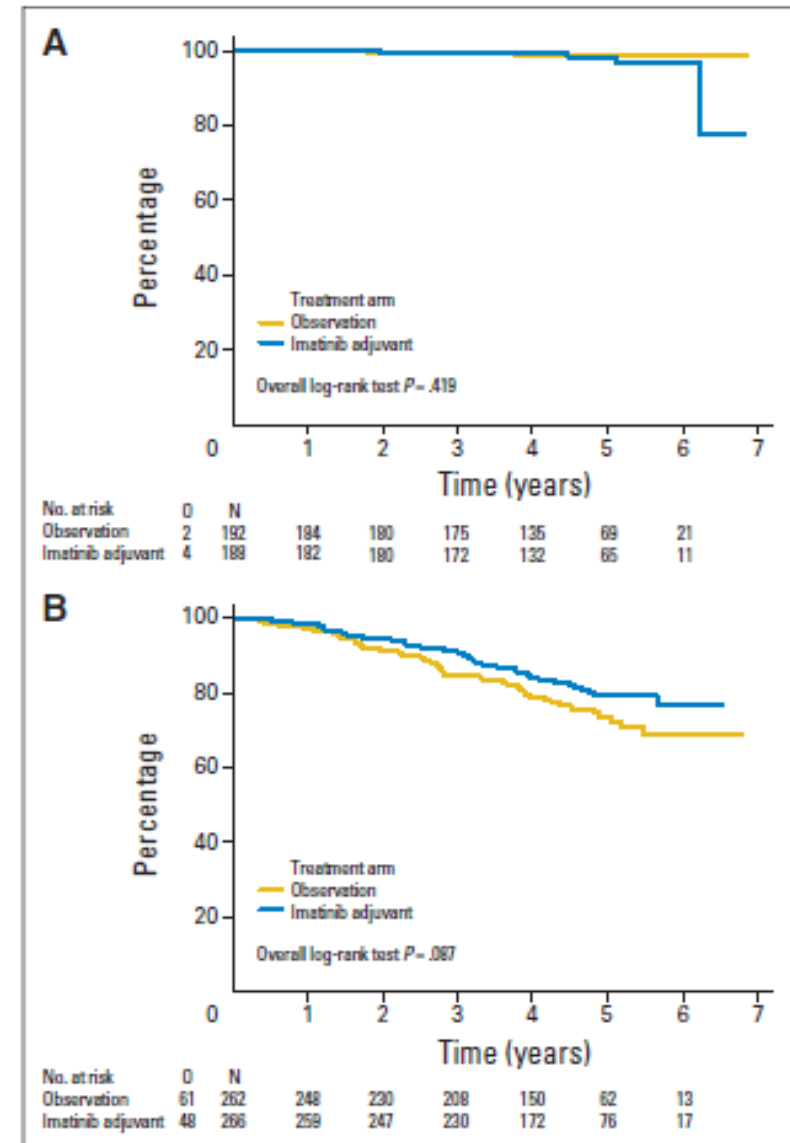 A
100
80
60
40
20
Percentage
Treatment arm
Observation
Imatinib adjuvant
Overall log-rank test P = .419
0 1 2 3 4 5 6 7
Time (years)
No. at risk O N
Observation 2 192 184 180 175 135 69 21
Imatinib adjuvant 4 188 182 180 172 132 65 11
B
100
80
60
40
20
Percentage
Treatment arm
Observation
Imatinib adjuvant
Overall log-rank test P = .087
0 1 2 3 4 5 6 7
Time (years)
No. at risk O N
Observation 61 262 248 230 208 150 62 13
Imatinib adjuvant 48 266 259 247 230 172 76 17